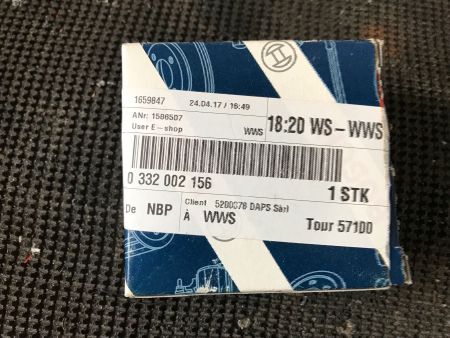 1659847
24.04.17 / 16:49
ANr: 1586507
User E-shop
WWS
18:20 WS-WWS
0 332 002 156
1 STK
De NBP
Client 5200078 DAPS Sàrl
À WWS
Tour 57100